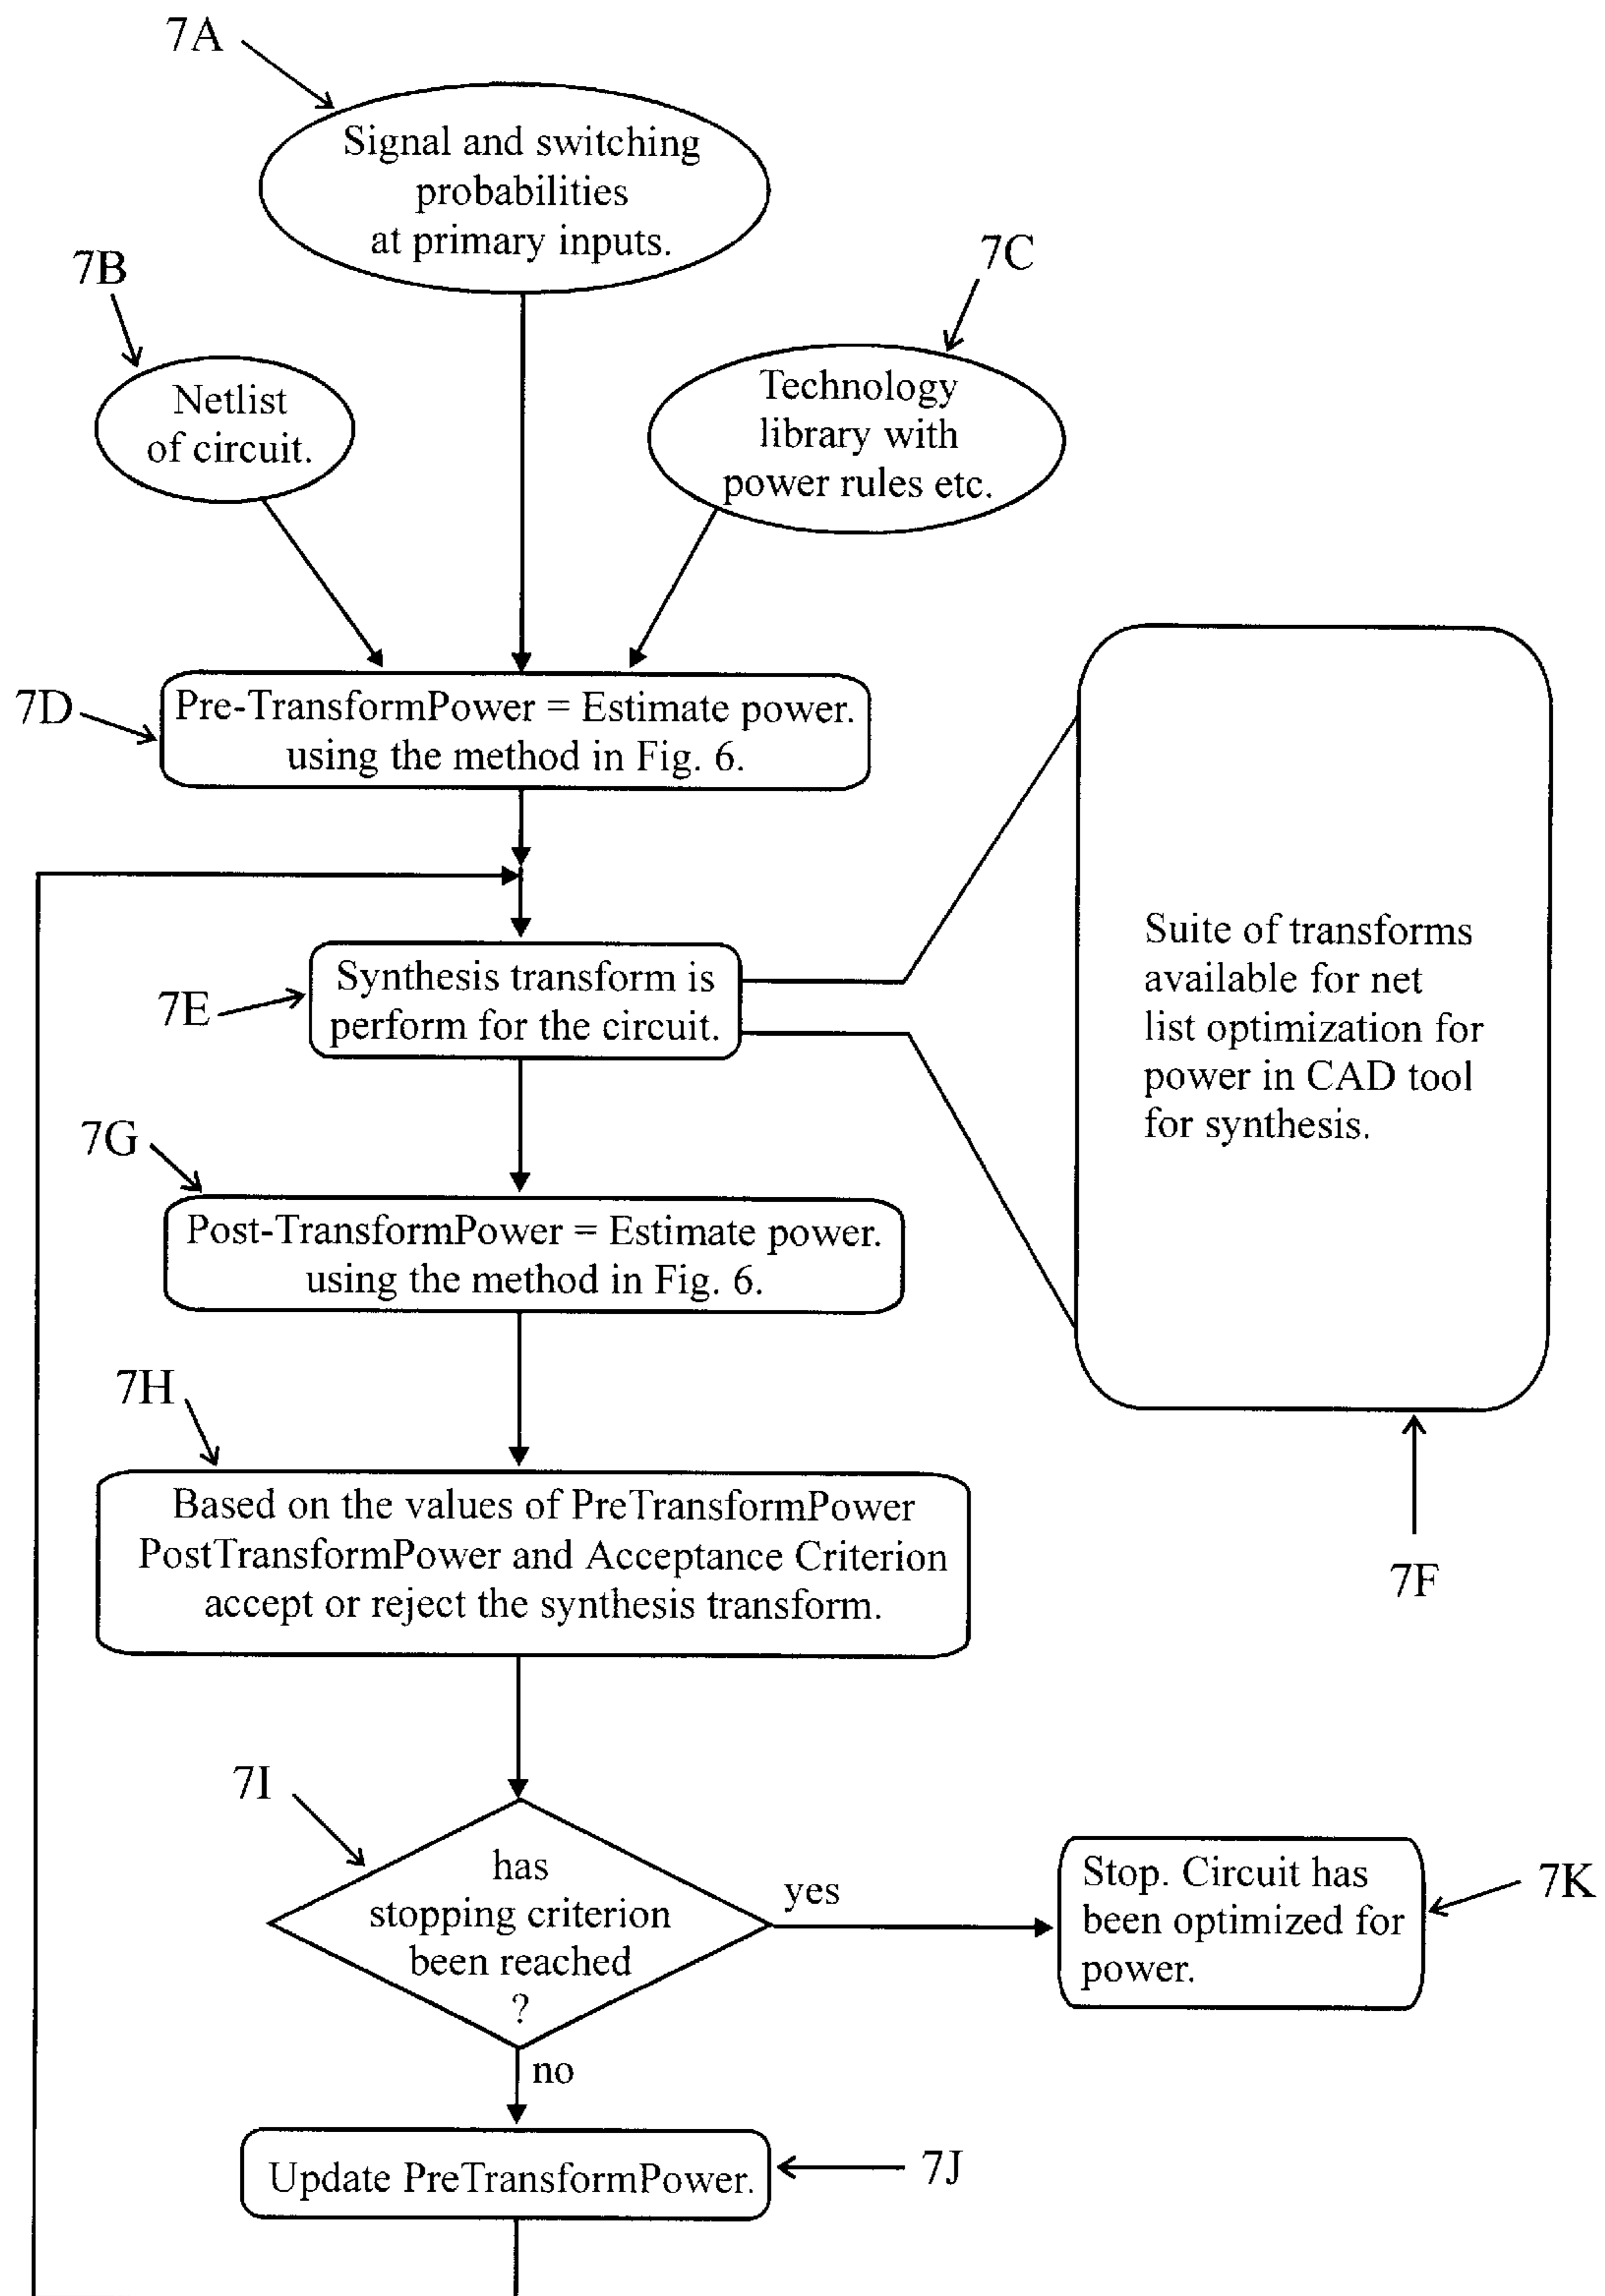 7A
Signal and switching
probabilities
at primary inputs.
7B
Netlist
of circuit.
7C
Technology
library with
power rules etc.
7D
Pre-TransformPower = Estimate power.
using the method in Fig. 6.
7E
Synthesis transform is
perform for the circuit.
Suite of transforms
available for net
list optimization for
power in CAD tool
for synthesis.
7F
7G
Post-TransformPower = Estimate power.
using the method in Fig. 6.
7H
Based on the values of PreTransformPower
PostTransformPower and Acceptance Criterion
accept or reject the synthesis transform.
7I
has
stopping criterion
been reached
?
yes
Stop. Circuit has
been optimized for
power.
7K
no
Update PreTransformPower.
7J